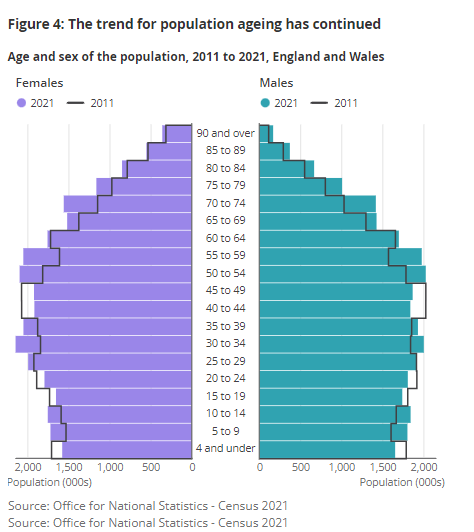 Figure 4: The trend for population ageing has continued
Age and sex of the population, 2011 to 2021, England and Wales
Females
2021 2011
Males
2021 2011
90 and over
85 to 89
80 to 84
75 to 79
70 to 74
65 to 69
60 to 64
55 to 59
50 to 54
45 to 49
40 to 44
35 to 39
30 to 34
25 to 29
20 to 24
15 to 19
10 to 14
5 to 9
4 and under
2,000 1,500 1,000 500 0
0 500 1,000 1,500 2,000
Population (000s)
Population (000s)
Source: Office for National Statistics - Census 2021
Source: Office for National Statistics - Census 2021